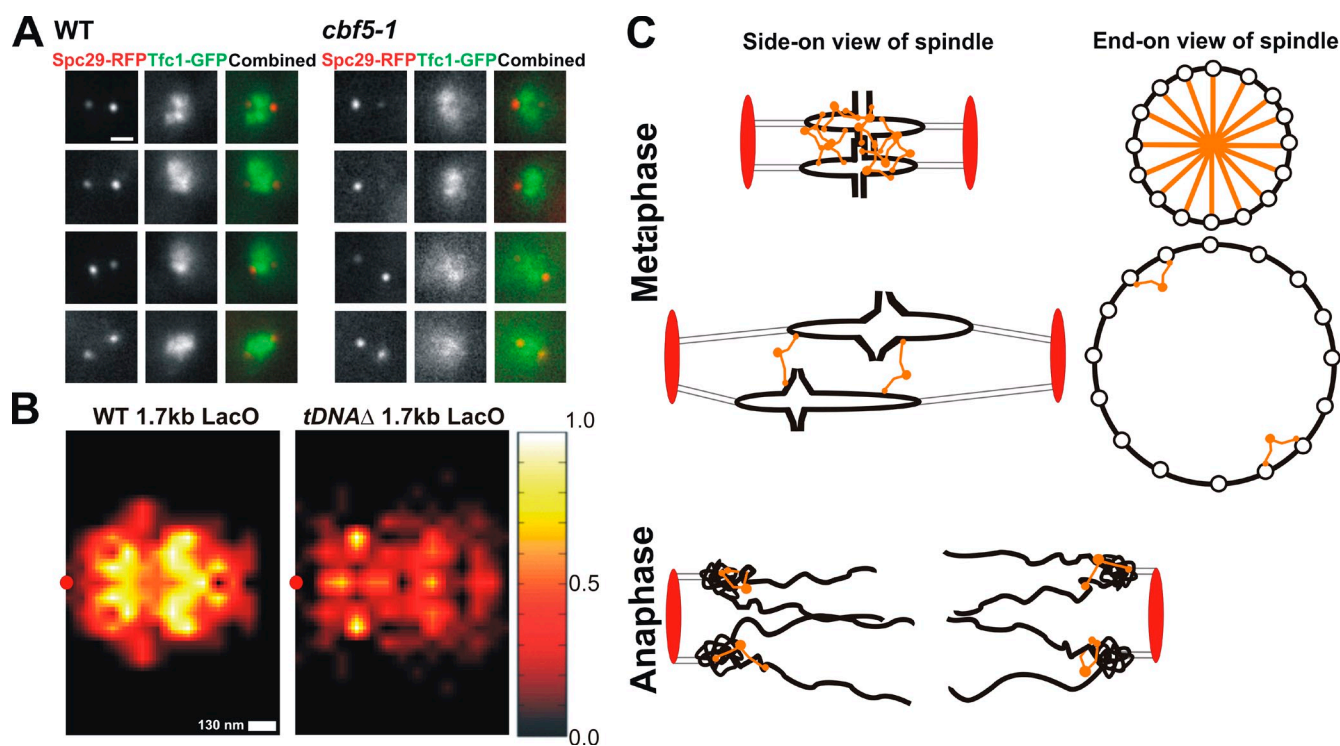 A
WT
cbf5-1
Spc29-RFP Tfc1-GFP Combined
Spc29-RFP Tfc1-GFP Combined
B
WT 1.7kb LacO
tDNAΔ 1.7kb LacO
1.0
0.5
0.0
130 nm
C
Side-on view of spindle
End-on view of spindle
Metaphase
Anaphase